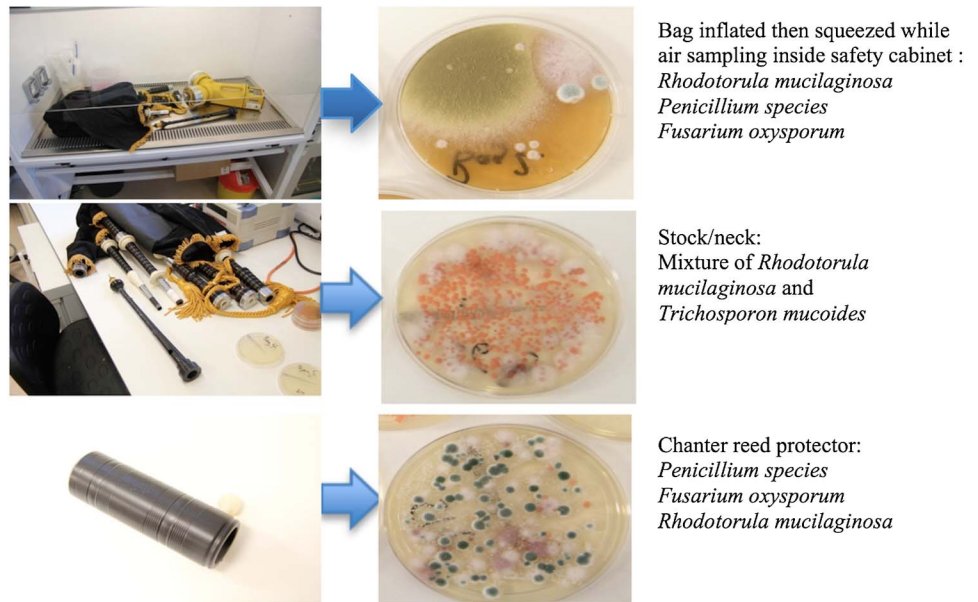 Bag inflated then squeezed while
air sampling inside safety cabinet :
Rhodotorula mucilaginosa
Penicillium species
Fusarium oxysporum
Stock/neck:
Mixture of Rhodotorula
mucilaginosa and
Trichosporon mucoides
Chanter reed protector:
Penicillium species
Fusarium oxysporum
Rhodotorula mucilaginosa